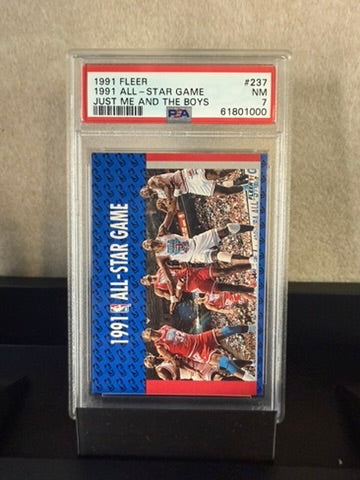 1991 FLEER #237
1991 ALL-STAR GAME NM
JUST ME AND THE BOYS PSA 7
61801000
1991 ALL-STAR GAME